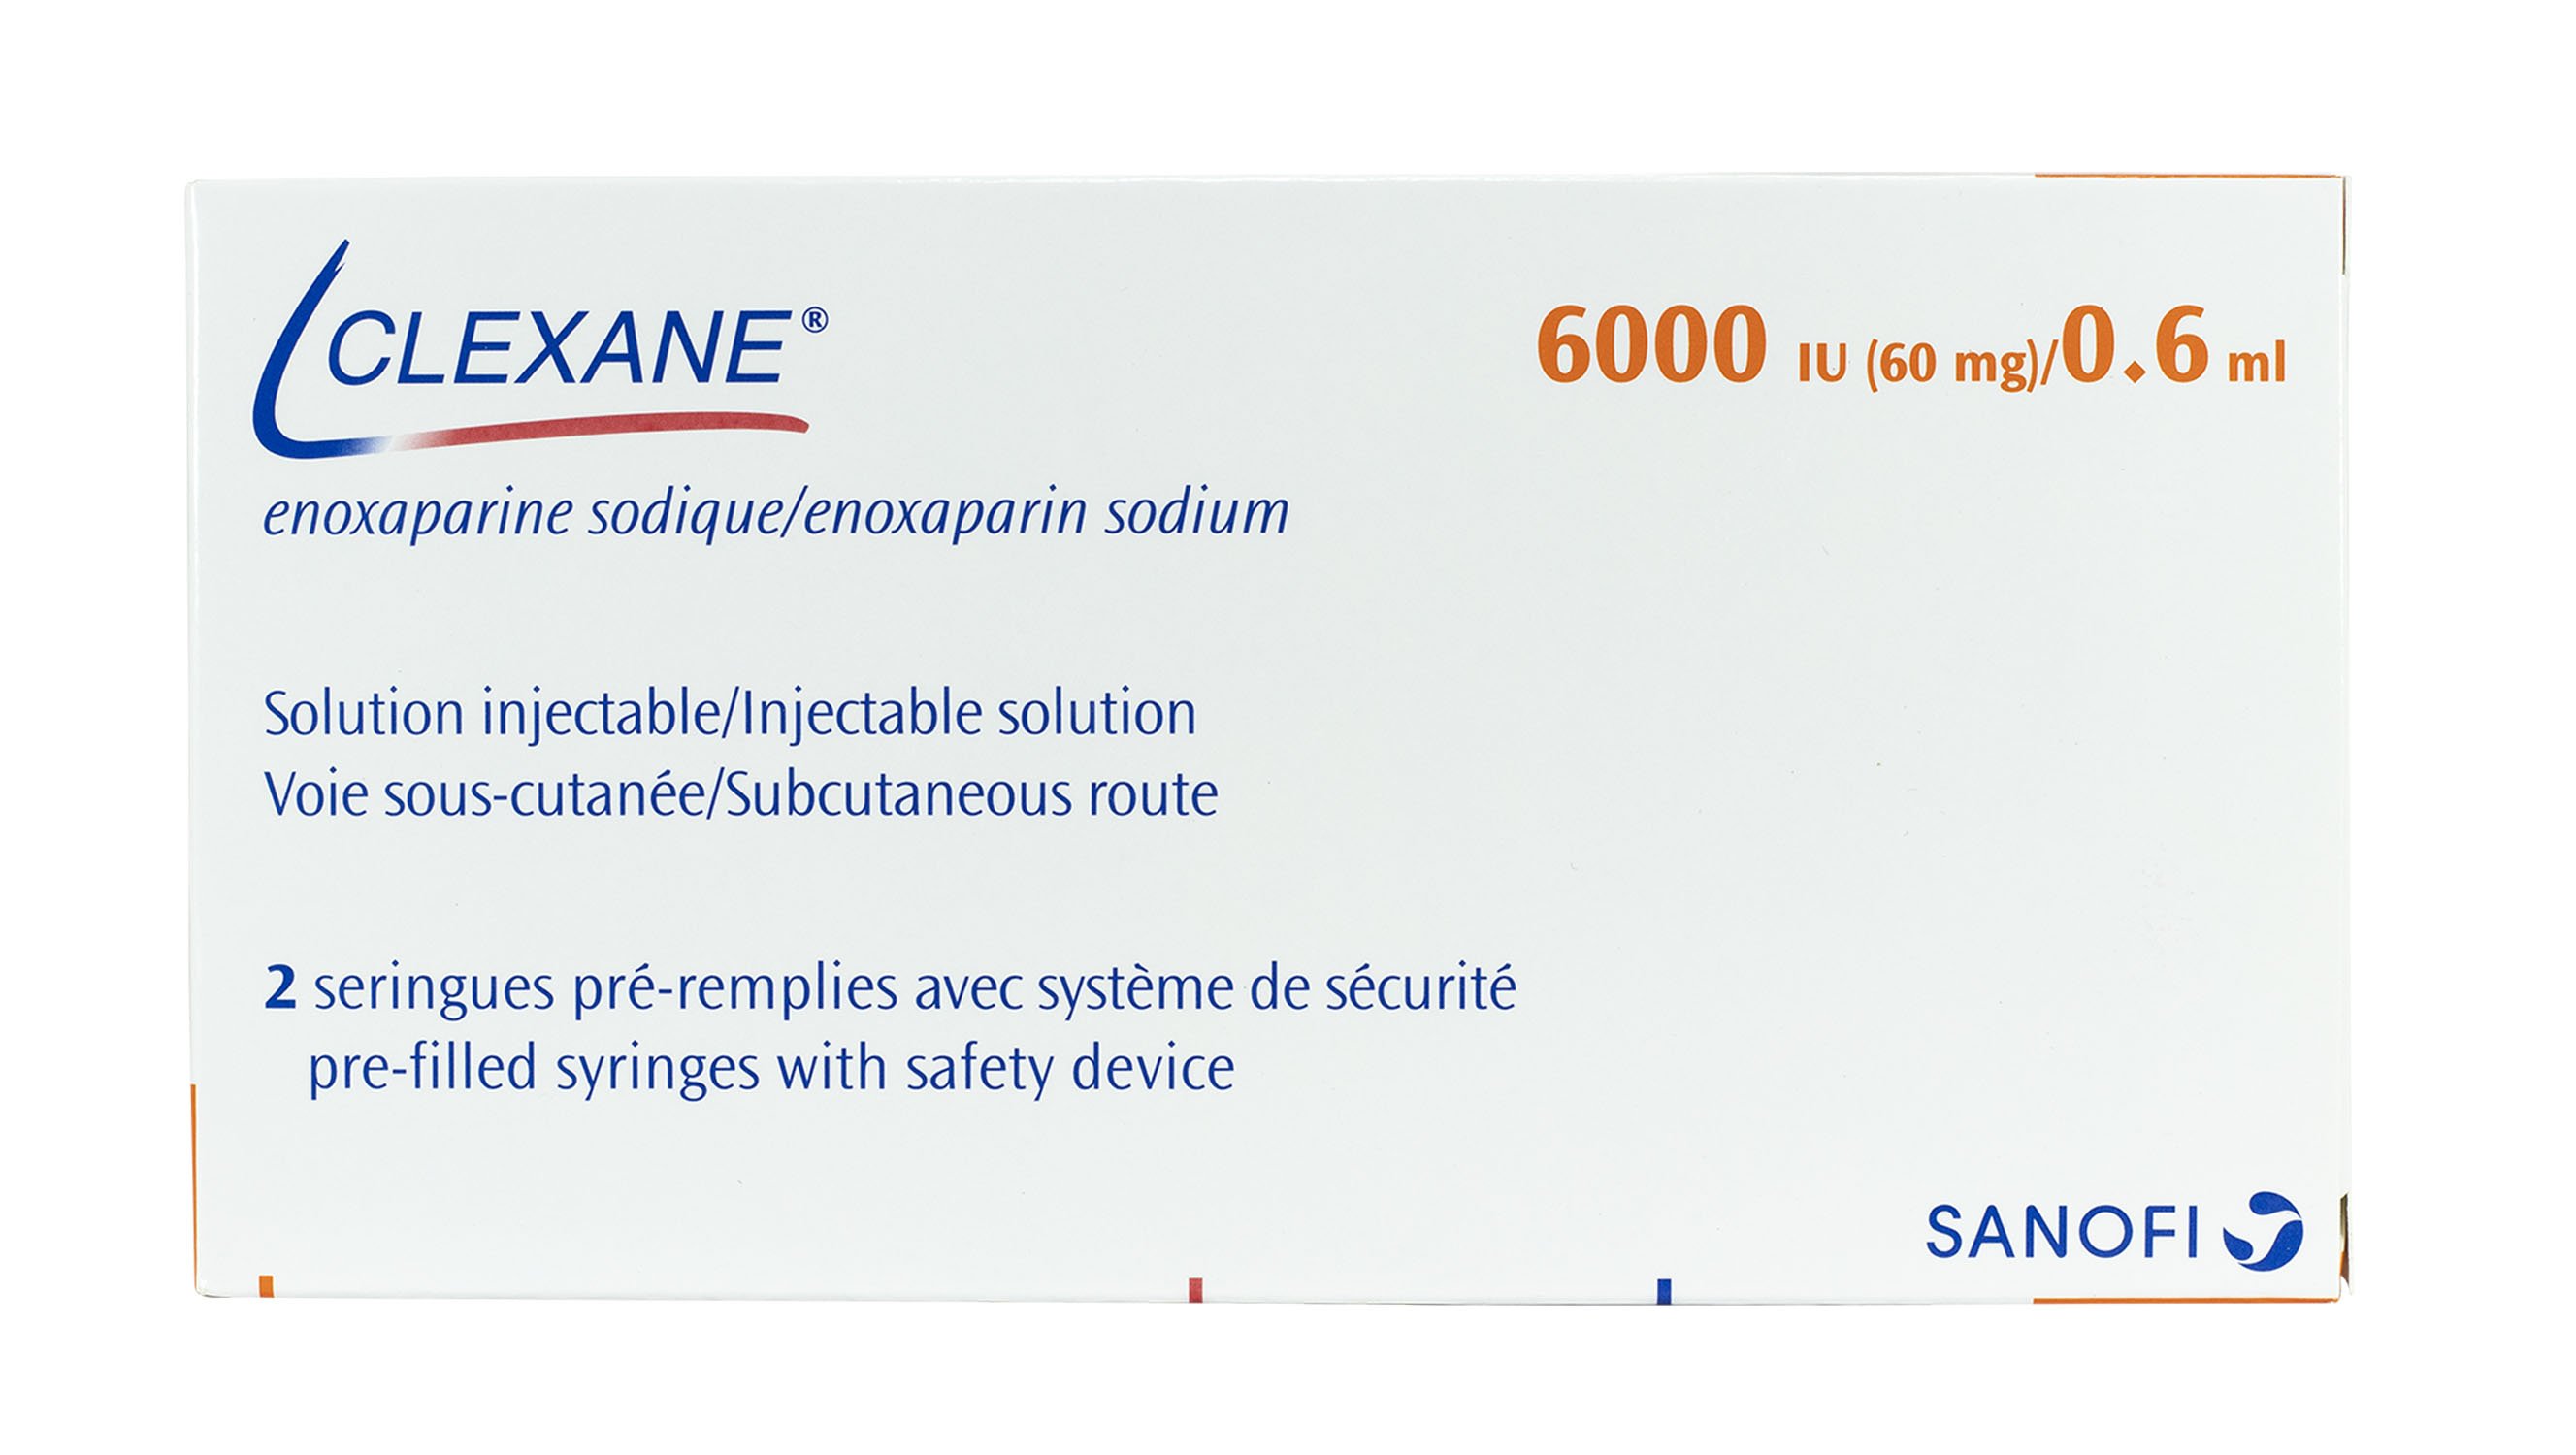 CLEXANE®
6000 IU (60 mg)/0.6 ml
enoxaparine sodique/enoxaparin sodium
Solution injectable/Injectable solution
Voie sous-cutanée/Subcutaneous route
2 seringues pré-remplies avec système de sécurité
pre-filled syringes with safety device
SANOFI